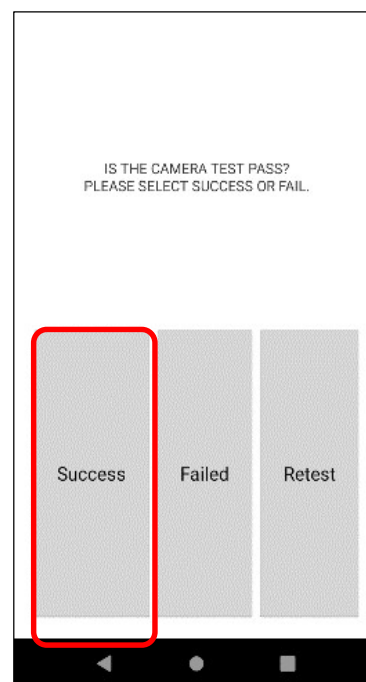 IS THE CAMERA TEST PASS?
PLEASE SELECT SUCCESS OR FAIL.
Success
Failed
Retest